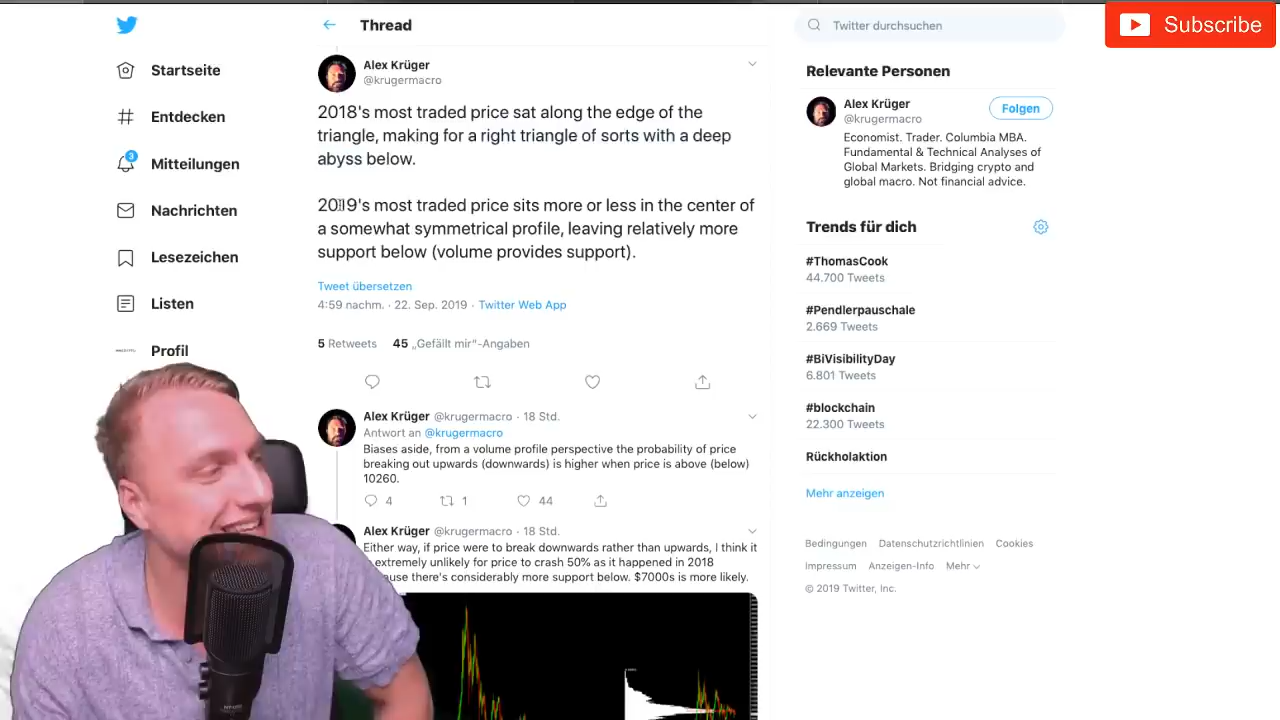 Subscribe
Thread
Twitter durchsuchen
Startseite
Entdecken
3
Mitteilungen
Nachrichten
Lesezeichen
Listen
Profil
Alex Krüger
@krugermacro
2018's most traded price sat along the edge of the
triangle, making for a right triangle of sorts with a deep
abyss below.
2019's most traded price sits more or less in the center of
a somewhat symmetrical profile, leaving relatively more
support below (volume provides support).
Tweet übersetzen
4:59 nachm. · 22. Sep. 2019 · Twitter Web App
5 Retweets 45 „Gefällt mir“-Angaben
Alex Krüger @krugermacro · 18 Std.
Antwort an @krugermacro
Biases aside, from a volume profile perspective the probability of price
breaking out upwards (downwards) is higher when price is above (below)
10260.
4 1 44
Alex Krüger @krugermacro · 18 Std.
Either way, if price were to break downwards rather than upwards, I think it
extremely unlikely for price to crash 50% as it happened in 2018
there's considerably more support below. $7000s is more likely.
Relevante Personen
Alex Krüger
@krugermacro
Folgen
Economist. Trader. Columbia MBA.
Fundamental & Technical Analyses of
Global Markets. Bridging crypto and
global macro. Not financial advice.
Trends für dich
#ThomasCook
44.700 Tweets
#Pendlerpauschale
2.669 Tweets
#BiVisibilityDay
6.801 Tweets
#blockchain
22.300 Tweets
Rückholaktion
Mehr anzeigen
Bedingungen Datenschutzrichtlinien Cookies
Impressum Anzeigen-Info Mehr
© 2019 Twitter, Inc.